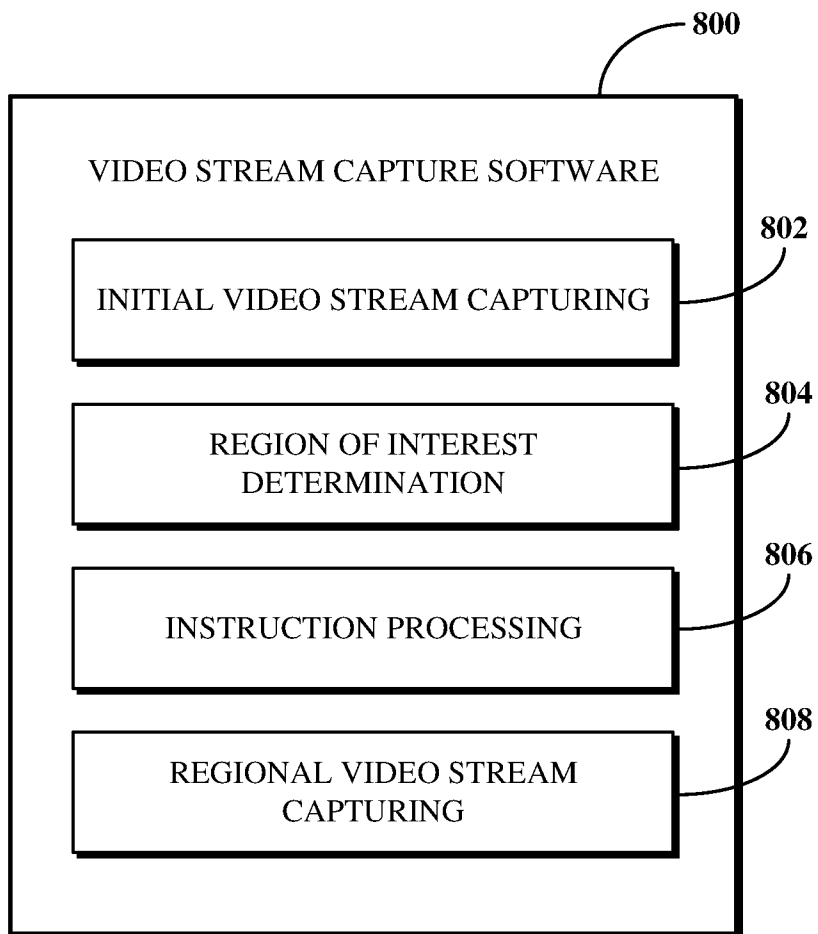 800
VIDEO STREAM CAPTURE SOFTWARE
802
INITIAL VIDEO STREAM CAPTURING
804
REGION OF INTEREST
DETERMINATION
806
INSTRUCTION PROCESSING
808
REGIONAL VIDEO STREAM
CAPTURING